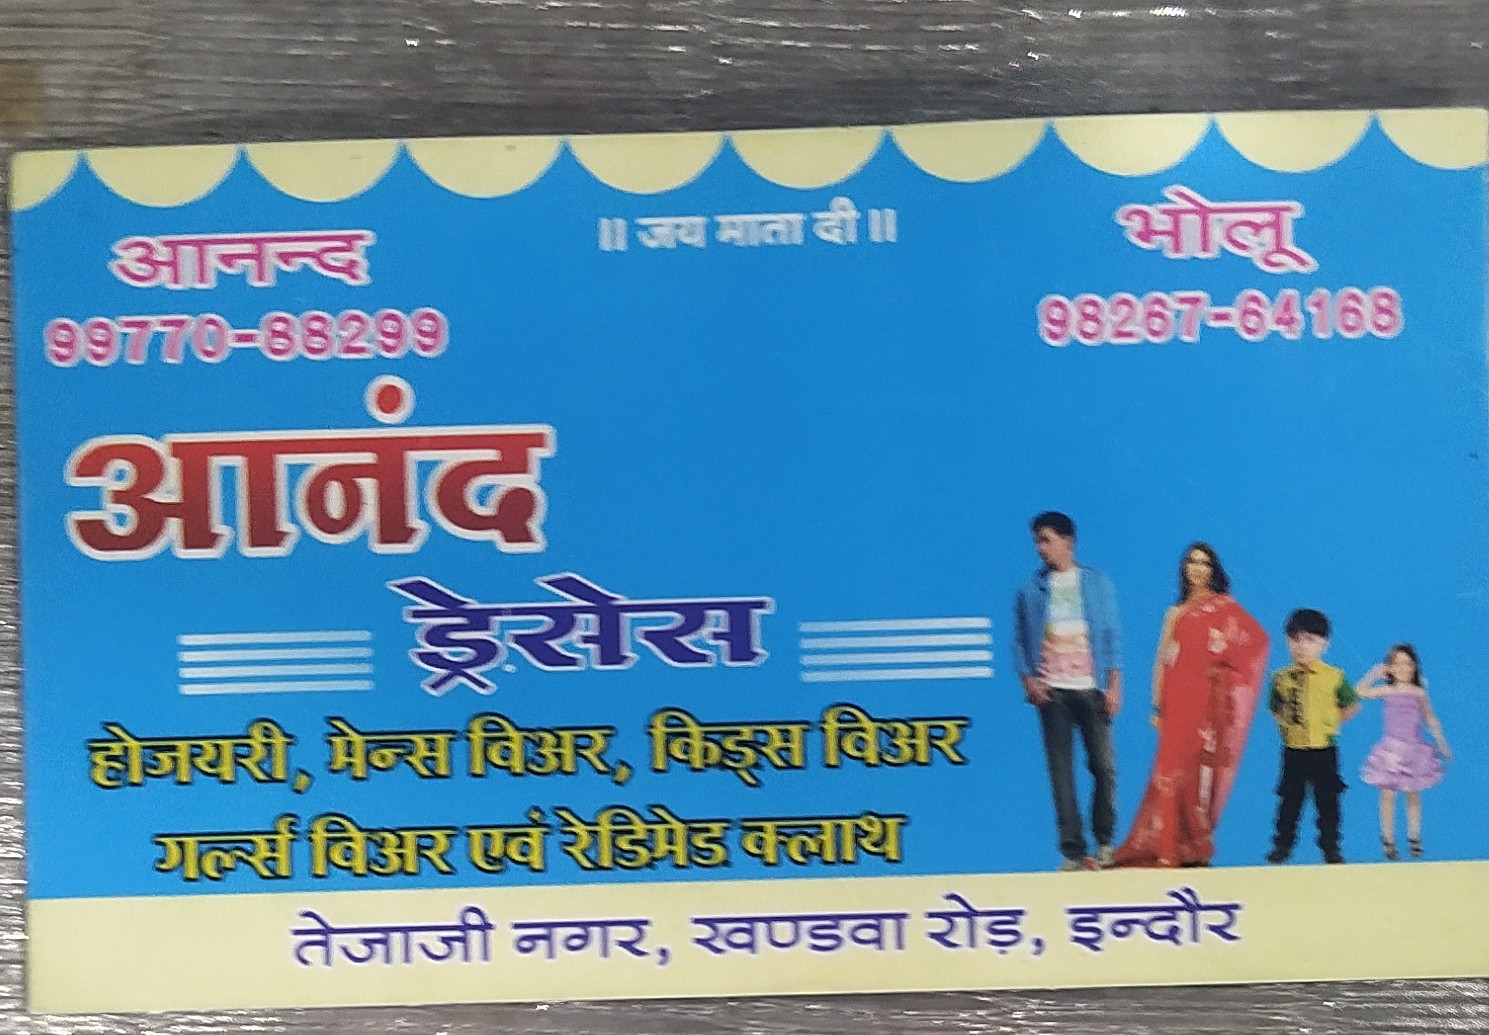 ॥ जय माता दी ॥
आनन्द
99770-88299
भोलू
98267-64168
आनंद
ड्रेसेस
होजयरी, मेन्स विअर, किड्स विअर
गर्ल्स विअर एवं रेडिमेड क्लाथ
तेजाजी नगर, खण्डवा रोड़, इन्दौर